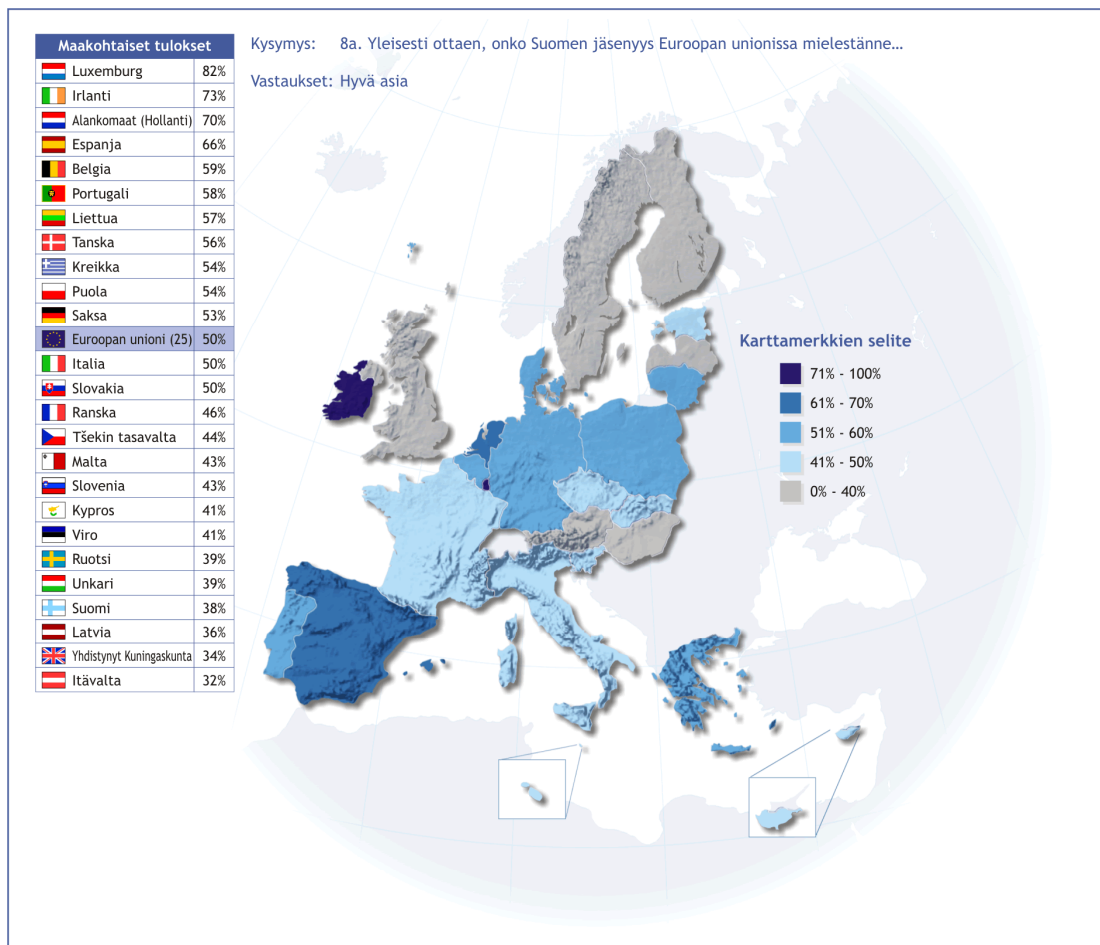 Maakohtaiset tulokset
Luxemburg 82%
Irlanti 73%
Alankomaat (Hollanti) 70%
Espanja 66%
Belgia 59%
Portugali 58%
Liettua 57%
Tanska 56%
Kreikka 54%
Puola 54%
Saksa 53%
Euroopan unioni (25) 50%
Italia 50%
Slovakia 50%
Ranska 46%
Tšekin tasavalta 44%
Malta 43%
Slovenia 43%
Kypros 41%
Viro 41%
Ruotsi 39%
Unkari 39%
Suomi 38%
Latvia 36%
Yhdistynyt Kuningaskunta 34%
Itävalta 32%
Kysymys: 8a. Yleisesti ottaen, onko Suomen jäsenyys Euroopan unionissa mielestänne…
Vastaukset: Hyvä asia
Karttamerkkien selite
71% - 100%
61% - 70%
51% - 60%
41% - 50%
0% - 40%